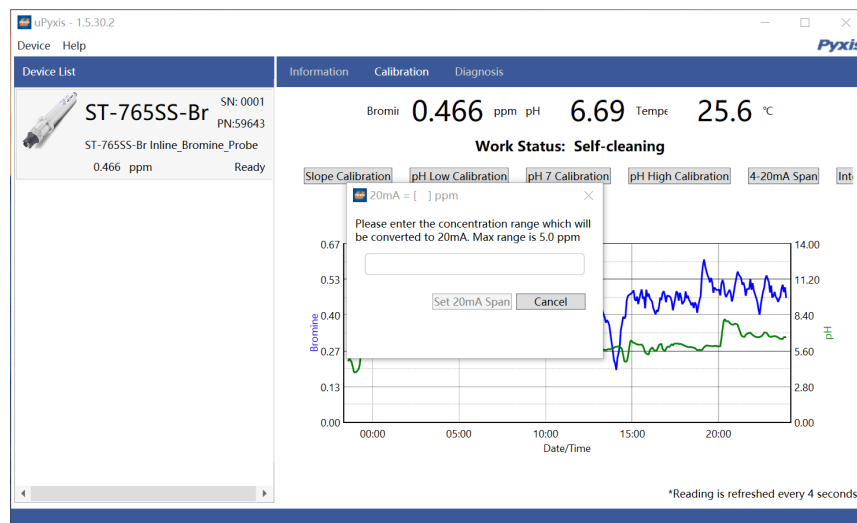 uPyxis - 1.5.30.2
Device Help
Pyxis
Device List
Information Calibration Diagnosis
ST-765SS-Br
SN: 0001
PN:59643
ST-765SS-Br Inline_Bromine_Probe
0.466 ppm Ready
Bromir 0.466 ppm pH 6.69 Tempe 25.6 °C
Work Status: Self-cleaning
Slope Calibration pH Low Calibration pH 7 Calibration pH High Calibration 4-20mA Span Inte
20mA = [ ] ppm
Please enter the concentration range which will
be converted to 20mA. Max range is 5.0 ppm
Set 20mA Span Cancel
0.67
0.53
0.40
0.27
0.13
0.00
Bromine
14.00
11.20
8.40
5.60
2.80
0.00
pH
00:00 05:00 10:00 15:00 20:00
Date/Time
*Reading is refreshed every 4 seconds